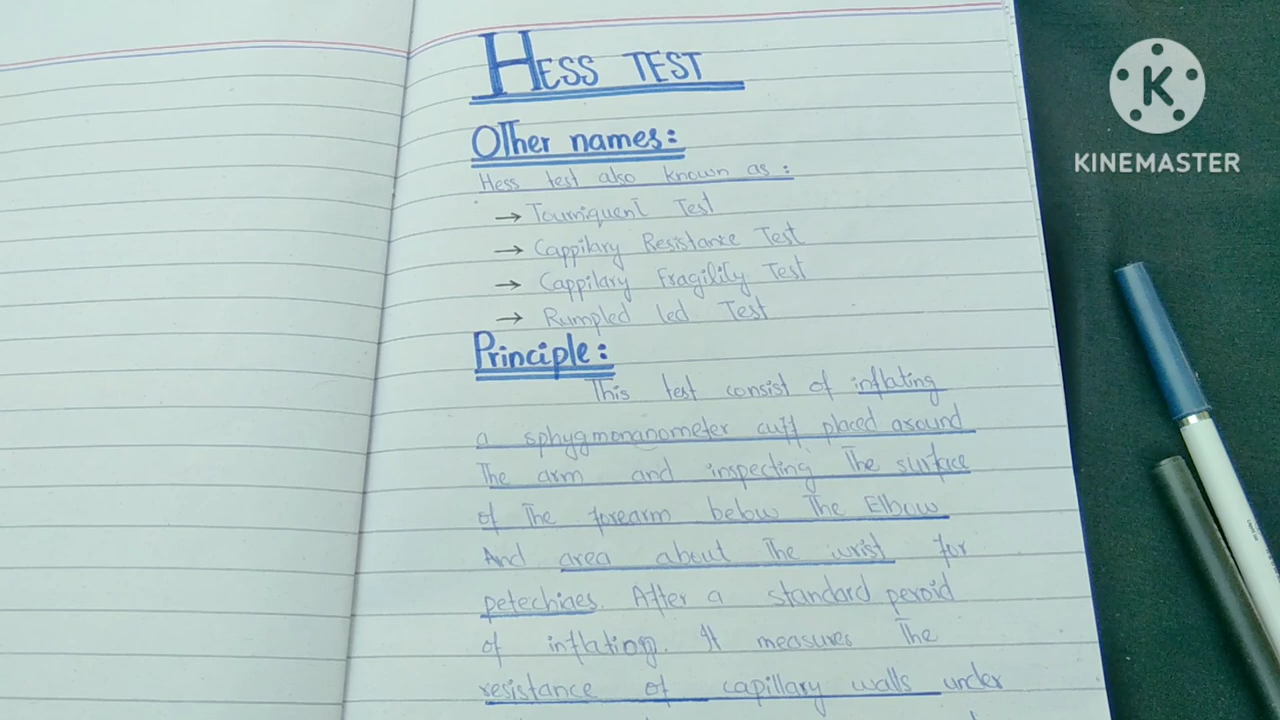 HESS TEST
Other names:
Hess test also known as :
→ Tourniquent Test
→ Cappilary Resistance Test
→ Cappilary Fragility Test
→ Rumpled led Test
Principle:
This test consist of inflating
a sphygmonanometer cuff placed around
The arm and inspecting The surface
of The forearm below The Elbow
And area about The wrist for
petechiaes. After a standard peroid
of inflating. It measures The
resistance of capillary walls under
K
KINEMASTER